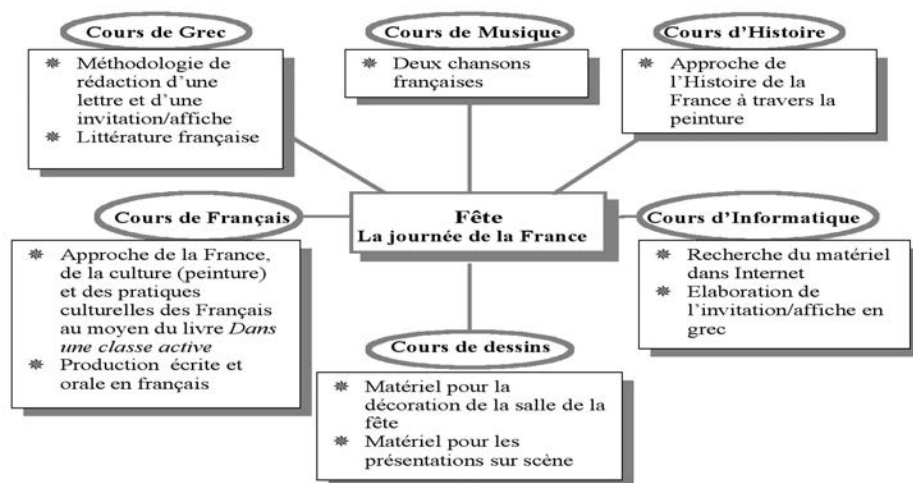 Cours de Grec
✵ Méthodologie de
rédaction d'une
lettre et d'une
invitation/affiche
✵ Littérature française
Cours de Musique
✵ Deux chansons
françaises
Cours d'Histoire
✵ Approche de
l'Histoire de la
France à travers la
peinture
Fête
La journée de la France
Cours de Français
✵ Approche de la France,
de la culture (peinture)
et des pratiques
culturelles des Français
au moyen du livre Dans
une classe active
✵ Production écrite et
orale en français
Cours d'Informatique
✵ Recherche du matériel
dans Internet
✵ Elaboration de
l'invitation/affiche en
grec
Cours de dessins
✵ Matériel pour la
décoration de la salle de la
fête
✵ Matériel pour les
présentations sur scène